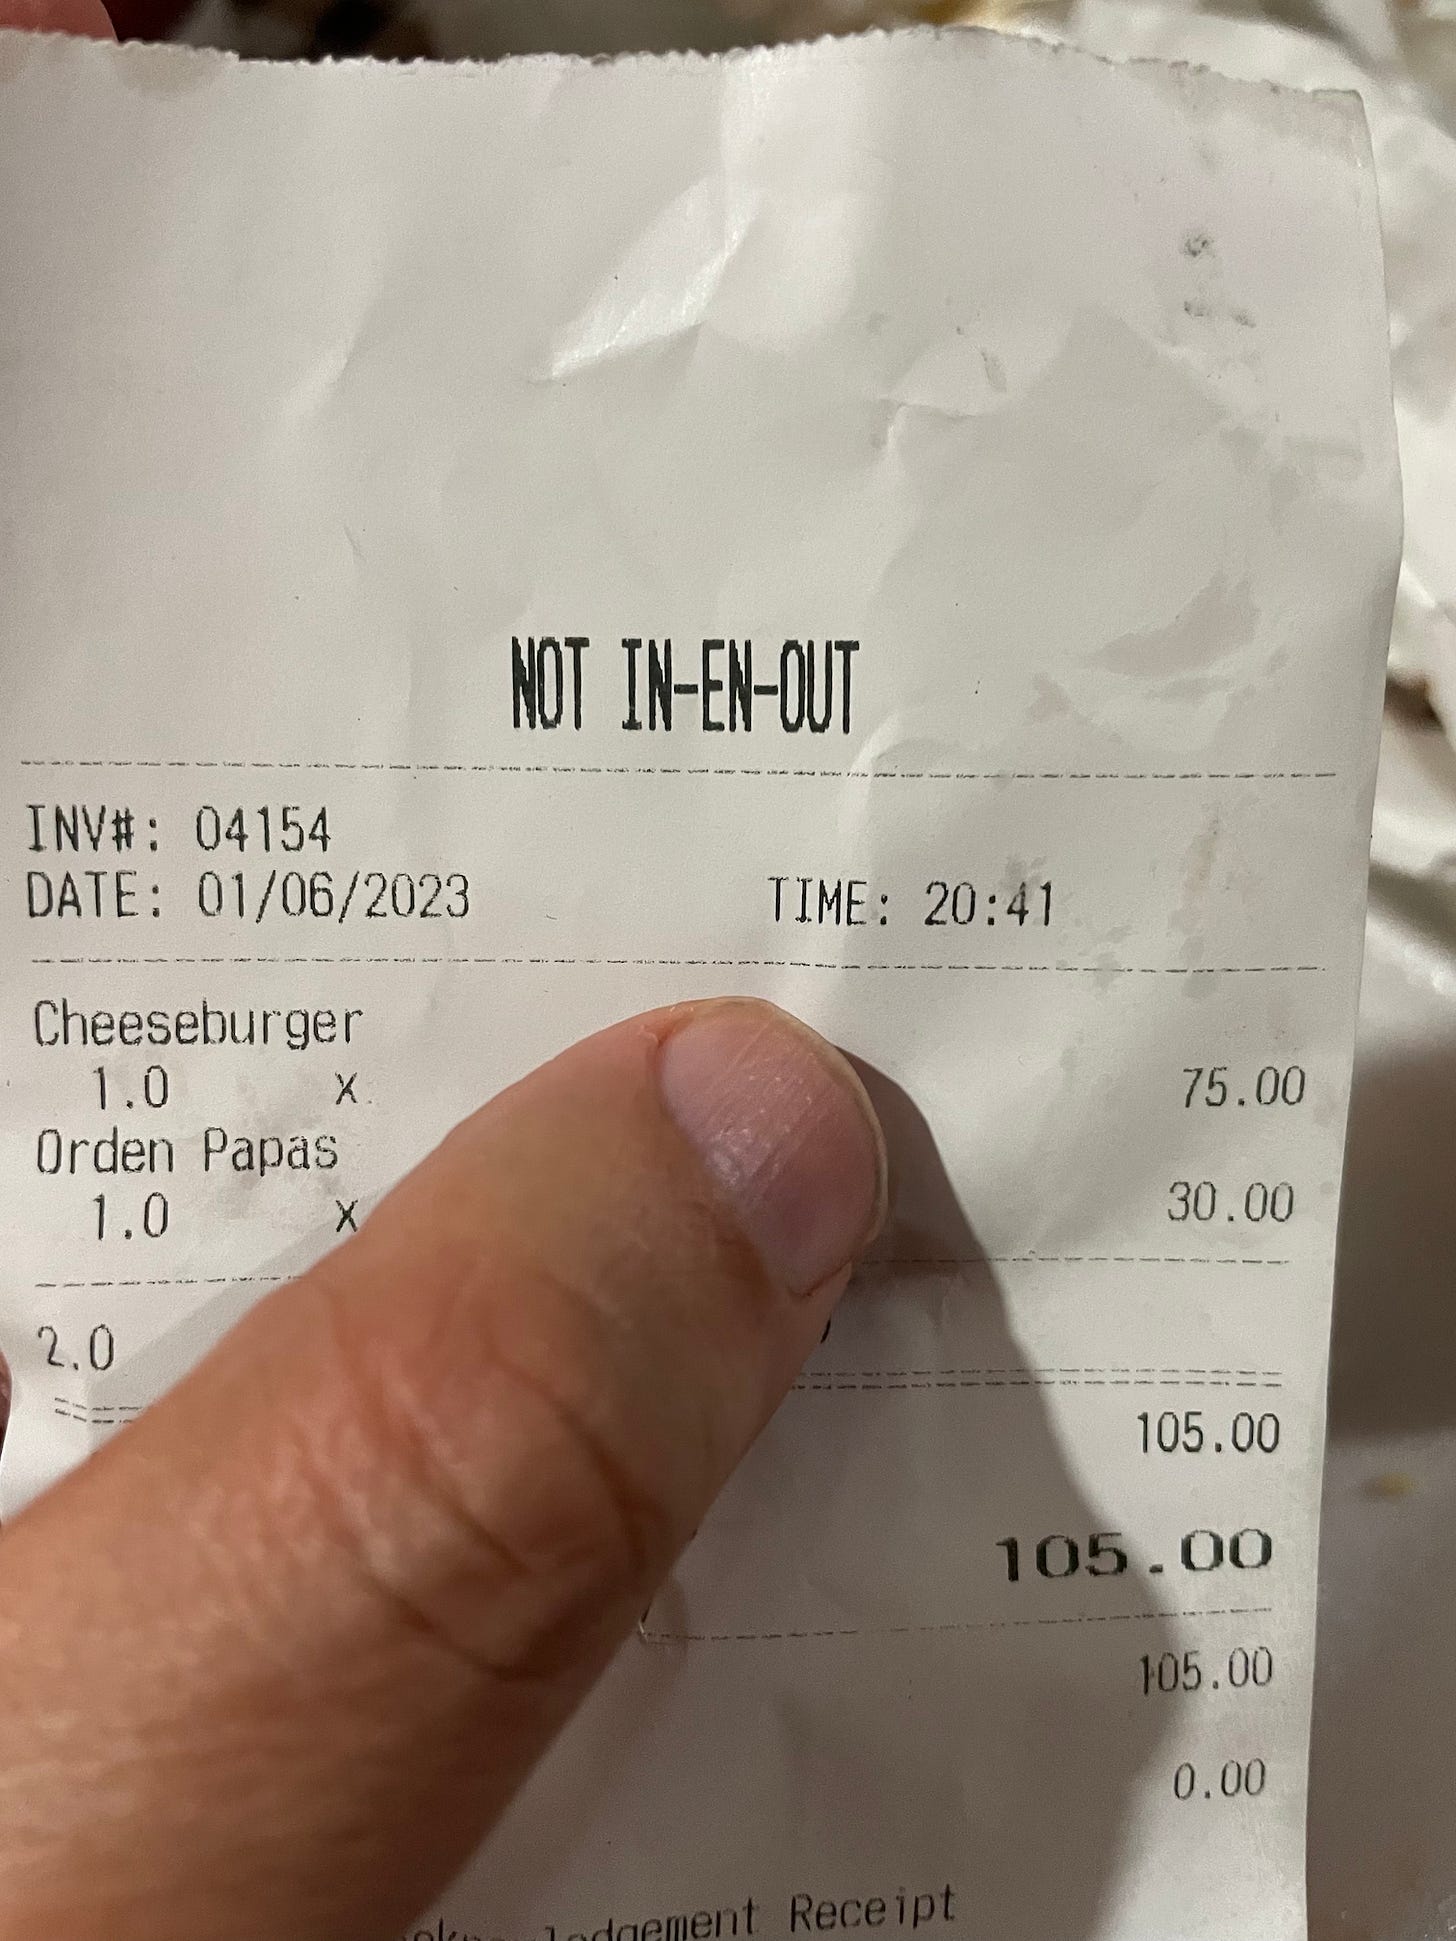 NOT IN-EN-OUT
INV#: 04154
DATE: 01/06/2023 TIME: 20:41
Cheeseburger
1.0 x 75.00
Orden Papas
1.0 x 30.00
2.0
105.00
105.00
105.00
0.00
Receipt